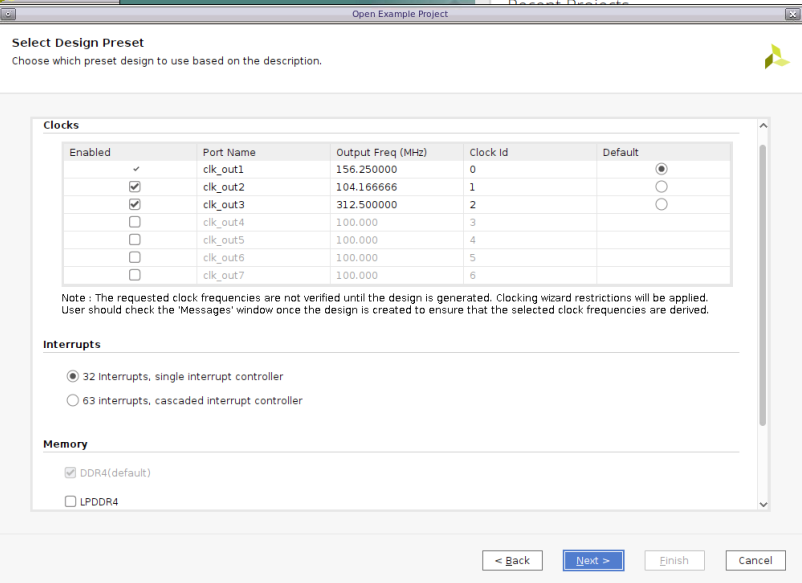 Recent Projects
Open Example Project
Select Design Preset
Choose which preset design to use based on the description.
Clocks
Enabled Port Name Output Freq (MHz) Clock Id Default
clk_out1 156.250000 0
clk_out2 104.166666 1
clk_out3 312.500000 2
clk_out4 100.000 3
clk_out5 100.000 4
clk_out6 100.000 5
clk_out7 100.000 6
Note : The requested clock frequencies are not verified until the design is generated. Clocking wizard restrictions will be applied.
User should check the 'Messages' window once the design is created to ensure that the selected clock frequencies are derived.
Interrupts
32 Interrupts, single interrupt controller
63 interrupts, cascaded interrupt controller
Memory
DDR4(default)
LPDDR4
< Back Next > Finish Cancel